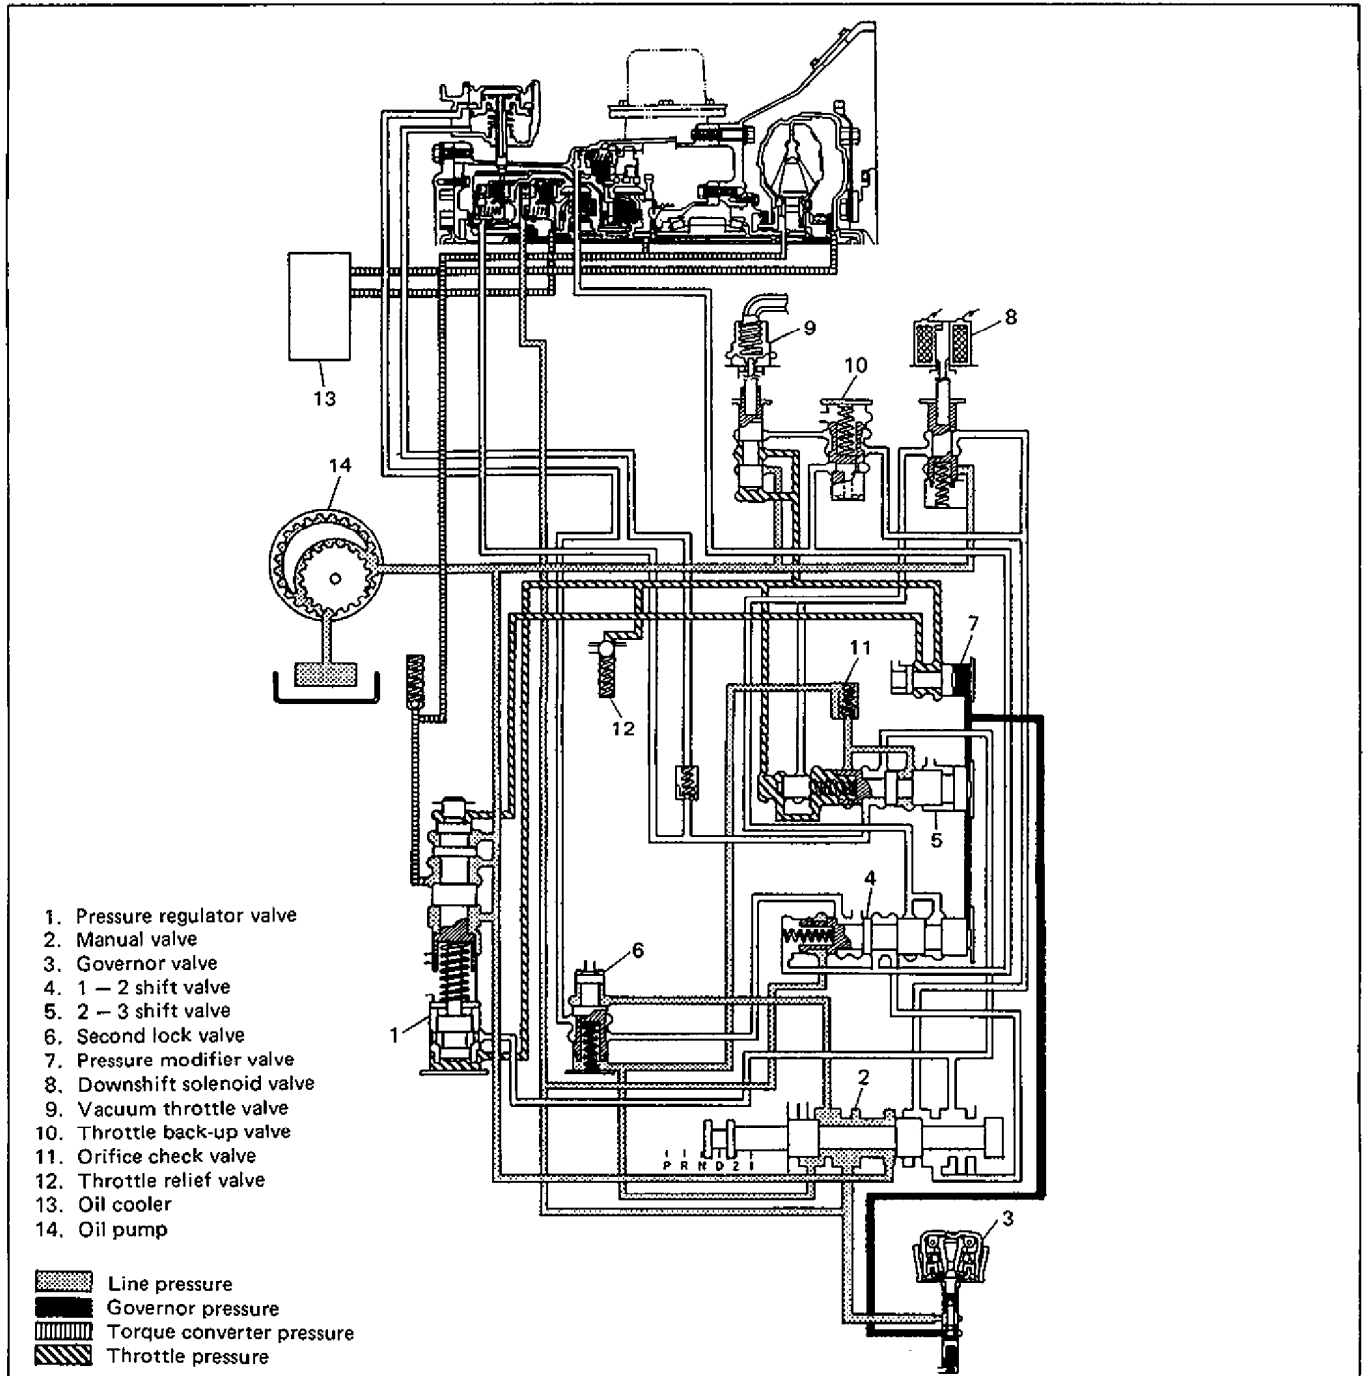 9
8
10
13
14
7
11
12
5
4
6
1
2
P R N D 2 1
3
1. Pressure regulator valve
2. Manual valve
3. Governor valve
4. 1 – 2 shift valve
5. 2 – 3 shift valve
6. Second lock valve
7. Pressure modifier valve
8. Downshift solenoid valve
9. Vacuum throttle valve
10. Throttle back-up valve
11. Orifice check valve
12. Throttle relief valve
13. Oil cooler
14. Oil pump
Line pressure
Governor pressure
Torque converter pressure
Throttle pressure